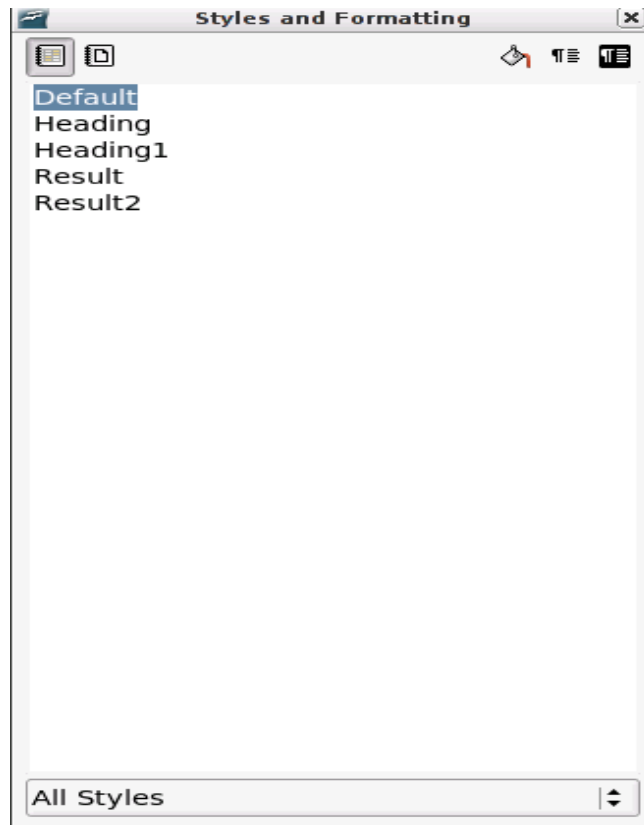 Styles and Formatting
Default
Heading
Heading1
Result
Result2
All Styles